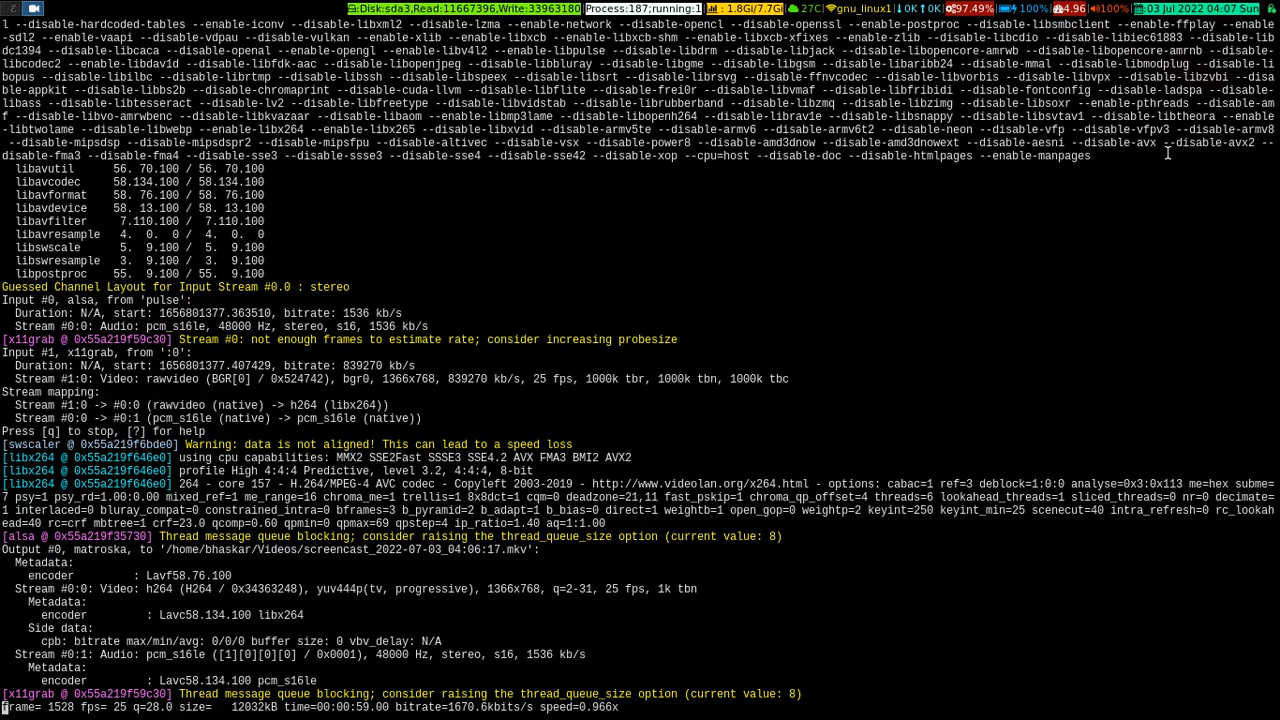 Disk:sda3,Read:11667396,Write:33963180 Process:187;running:1 : 1.8Gi/7.7Gi 27C gnu_linux1 0K 0K 97.49% 100% 4.96 100% :03 Jul 2022 04:07 Sun
l --disable-hardcoded-tables --enable-iconv --disable-libxml2 --disable-lzma --enable-network --disable-opencl --disable-openssl --enable-postproc --disable-libsmbclient --enable-ffplay --enable
-sdl2 --enable-vaapi --disable-vdpau --disable-vulkan --enable-xlib --enable-libxcb --enable-libxcb-shm --enable-libxcb-xfixes --enable-zlib --disable-libcdio --disable-libiec61883 --disable-lib
dc1394 --disable-libcaca --disable-openal --enable-opengl --enable-libv4l2 --enable-libpulse --disable-libdrm --disable-libjack --disable-libopencore-amrwb --disable-libopencore-amrnb --disable-
libcodec2 --enable-libdav1d --disable-libfdk-aac --disable-libopenjpeg --disable-libbluray --disable-libgme --disable-libgsm --disable-libaribb24 --disable-mmal --disable-libmodplug --disable-li
bopus --disable-libilbc --disable-librtmp --disable-libssh --disable-libspeex --disable-libsrt --disable-librsvg --disable-ffnvcodec --disable-libvorbis --disable-libvpx --disable-libzvbi --disa
ble-appkit --disable-libbs2b --disable-chromaprint --disable-cuda-llvm --disable-libflite --disable-frei0r --disable-libvmaf --disable-libfribidi --disable-fontconfig --disable-ladspa --disable-
libass --disable-libtesseract --disable-lv2 --disable-libfreetype --disable-libvidstab --disable-librubberband --disable-libzmq --disable-libzimg --disable-libsoxr --enable-pthreads --disable-am
f --disable-libvo-amrwbenc --disable-libkvazaar --disable-libaom --enable-libmp3lame --disable-libopenh264 --disable-librav1e --disable-libsnappy --disable-libsvtav1 --disable-libtheora --enable
-libtwolame --disable-libwebp --enable-libx264 --enable-libx265 --disable-libxvid --disable-armv5te --disable-armv6 --disable-armv6t2 --disable-neon --disable-vfp --disable-vfpv3 --disable-armv8
 --disable-mipsdsp --disable-mipsdspr2 --disable-mipsfpu --disable-altivec --disable-vsx --disable-power8 --disable-amd3dnow --disable-amd3dnowext --disable-aesni --disable-avx --disable-avx2 --
disable-fma3 --disable-fma4 --disable-sse3 --disable-ssse3 --disable-sse4 --disable-sse42 --disable-xop --cpu=host --disable-doc --disable-htmlpages --enable-manpages
libavutil 56. 70.100 / 56. 70.100
libavcodec 58.134.100 / 58.134.100
libavformat 58. 76.100 / 58. 76.100
libavdevice 58. 13.100 / 58. 13.100
libavfilter 7.110.100 / 7.110.100
libavresample 4. 0. 0 / 4. 0. 0
libswscale 5. 9.100 / 5. 9.100
libswresample 3. 9.100 / 3. 9.100
libpostproc 55. 9.100 / 55. 9.100
Guessed Channel Layout for Input Stream #0.0 : stereo
Input #0, alsa, from 'pulse':
Duration: N/A, start: 1656801377.363510, bitrate: 1536 kb/s
Stream #0:0: Audio: pcm_s16le, 48000 Hz, stereo, s16, 1536 kb/s
[x11grab @ 0x55a219f59c30] Stream #0: not enough frames to estimate rate; consider increasing probesize
Input #1, x11grab, from ':0':
Duration: N/A, start: 1656801377.407429, bitrate: 839270 kb/s
Stream #1:0: Video: rawvideo (BGR[0] / 0x524742), bgr0, 1366x768, 839270 kb/s, 25 fps, 1000k tbr, 1000k tbn, 1000k tbc
Stream mapping:
Stream #1:0 -> #0:0 (rawvideo (native) -> h264 (libx264))
Stream #0:0 -> #0:1 (pcm_s16le (native) -> pcm_s16le (native))
Press [q] to stop, [?] for help
[swscaler @ 0x55a219f6bde0] Warning: data is not aligned! This can lead to a speed loss
[libx264 @ 0x55a219f646e0] using cpu capabilities: MMX2 SSE2Fast SSSE3 SSE4.2 AVX FMA3 BMI2 AVX2
[libx264 @ 0x55a219f646e0] profile High 4:4:4 Predictive, level 3.2, 4:4:4, 8-bit
[libx264 @ 0x55a219f646e0] 264 - core 157 - H.264/MPEG-4 AVC codec - Copyleft 2003-2019 - http://www.videolan.org/x264.html - options: cabac=1 ref=3 deblock=1:0:0 analyse=0x3:0x113 me=hex subme=
7 psy=1 psy_rd=1.00:0.00 mixed_ref=1 me_range=16 chroma_me=1 trellis=1 8x8dct=1 cqm=0 deadzone=21,11 fast_pskip=1 chroma_qp_offset=4 threads=6 lookahead_threads=1 sliced_threads=0 nr=0 decimate=
1 interlaced=0 bluray_compat=0 constrained_intra=0 bframes=3 b_pyramid=2 b_adapt=1 b_bias=0 direct=1 weightb=1 open_gop=0 weightp=2 keyint=250 keyint_min=25 scenecut=40 intra_refresh=0 rc_lookah
ead=40 rc=crf mbtree=1 crf=23.0 qcomp=0.60 qpmin=0 qpmax=69 qpstep=4 ip_ratio=1.40 aq=1:1.00
[alsa @ 0x55a219f35730] Thread message queue blocking; consider raising the thread_queue_size option (current value: 8)
Output #0, matroska, to '/home/bhaskar/Videos/screencast_2022-07-03_04:06:17.mkv':
Metadata:
encoder : Lavf58.76.100
Stream #0:0: Video: h264 (H264 / 0x34363248), yuv444p(tv, progressive), 1366x768, q=2-31, 25 fps, 1k tbn
Metadata:
encoder : Lavc58.134.100 libx264
Side data:
cpb: bitrate max/min/avg: 0/0/0 buffer size: 0 vbv_delay: N/A
Stream #0:1: Audio: pcm_s16le ([1][0][0][0] / 0x0001), 48000 Hz, stereo, s16, 1536 kb/s
Metadata:
encoder : Lavc58.134.100 pcm_s16le
[x11grab @ 0x55a219f59c30] Thread message queue blocking; consider raising the thread_queue_size option (current value: 8)
frame= 1528 fps= 25 q=28.0 size= 12032kB time=00:00:59.00 bitrate=1670.6kbits/s speed=0.966x